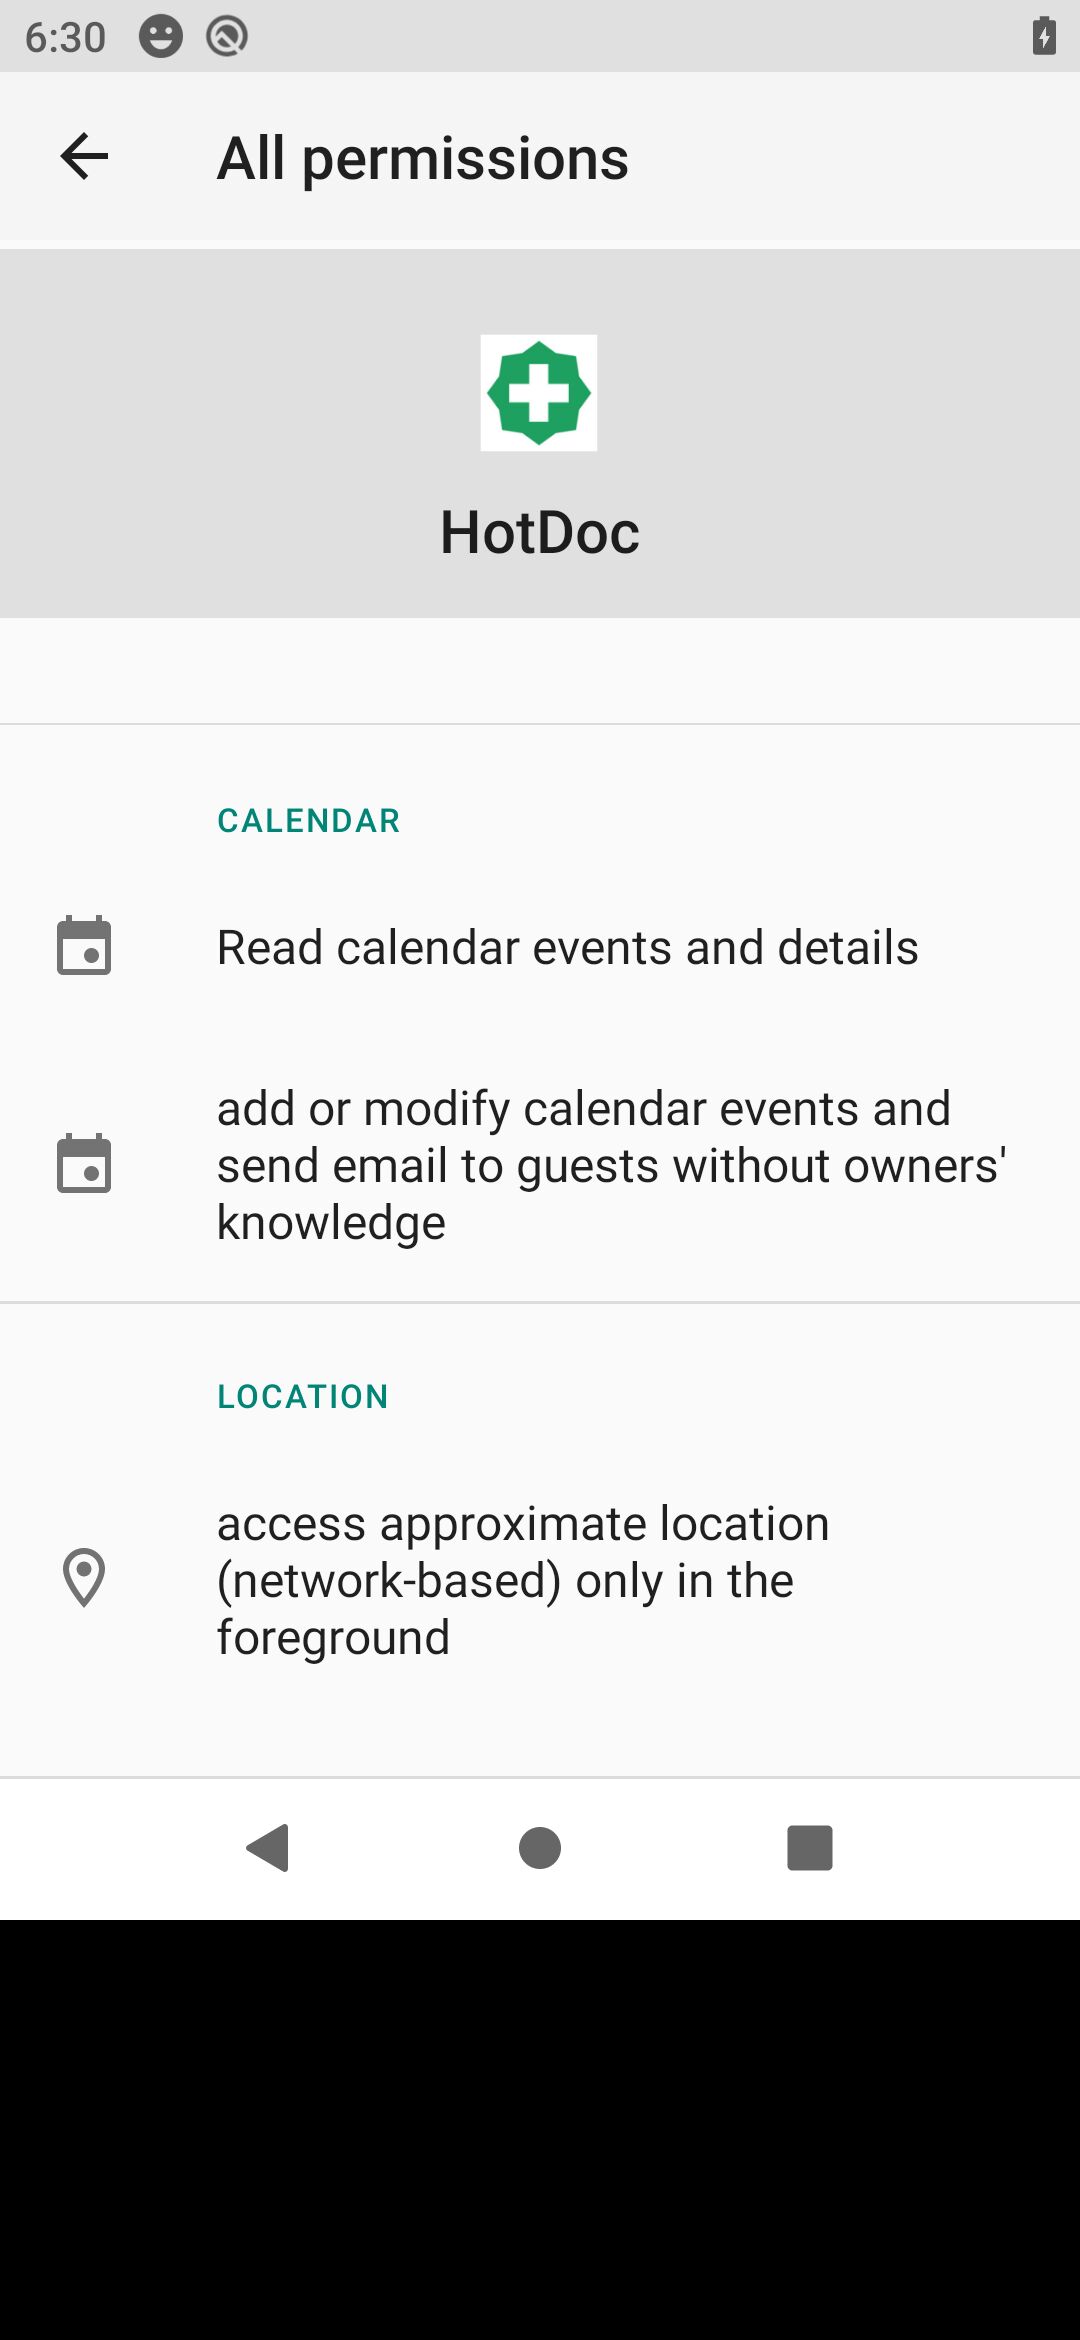 6:30
All permissions
HotDoc
CALENDAR
Read calendar events and details
add or modify calendar events and
send email to guests without owners'
knowledge
LOCATION
access approximate location
(network-based) only in the
foreground